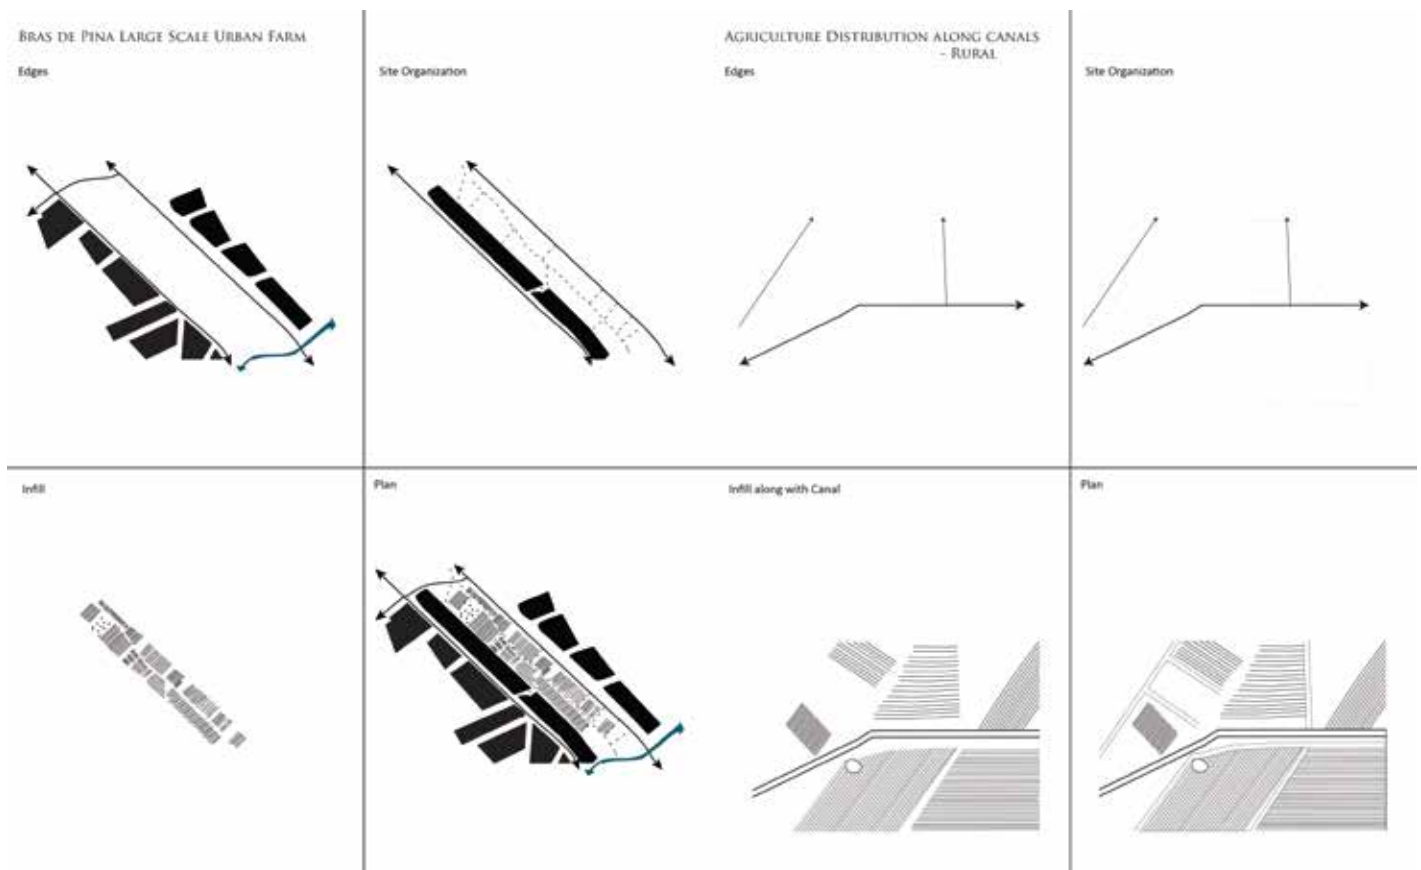 BRAS DE PINA LARGE SCALE URBAN FARM
Edges
Site Organization
AGRICULTURE DISTRIBUTION ALONG CANALS
- RURAL
Edges
Site Organization
Infill
Plan
Infill along with Canal
Plan